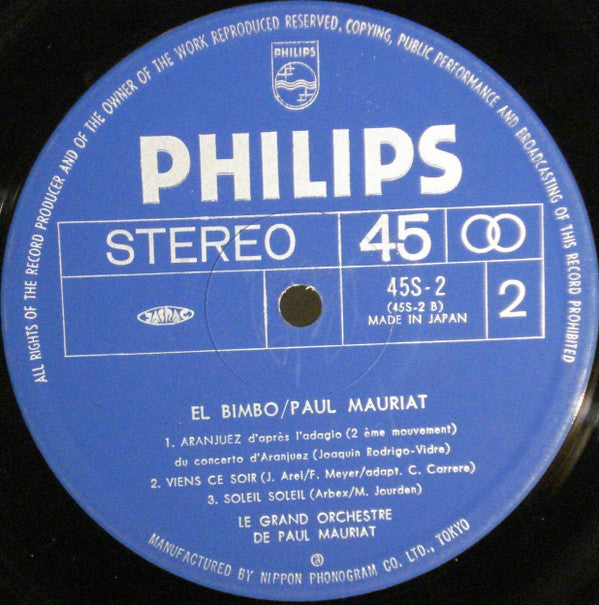 ALL RIGHTS OF THE RECORD PRODUCER AND OF THE OWNER OF THE WORK REPRODUCED RESERVED, COPYING, PUBLIC PERFORMANCE AND BROADCASTING OF THIS RECORD PROHIBITED
PHILIPS
PHILIPS
STEREO 45
JASRAC 45S-2 2
(45S-2 B)
MADE IN JAPAN
EL BIMBO/PAUL MAURIAT
1. ARANJUEZ d'après l'adagio (2 ème mouvement)
du concerto d'Aranjuez (Joaquin Rodrigo-Vidre)
2. VIENS CE SOIR (J. Arel/F. Meyer/adapt. C. Carrere)
3. SOLEIL SOLEIL (Arbex/M. Jourden)
LE GRAND ORCHESTRE
DE PAUL MAURIAT
MANUFACTURED BY NIPPON PHONOGRAM CO. LTD., TOKYO